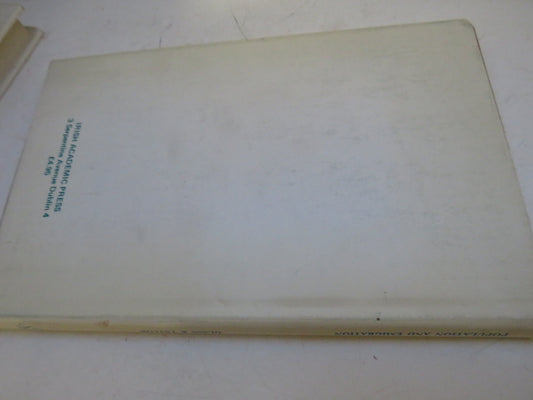 IRISH ACADEMIC PRESS
3 Serpentine Avenue Dublin 4
£4.95
POPULATION AND EMIGRATION